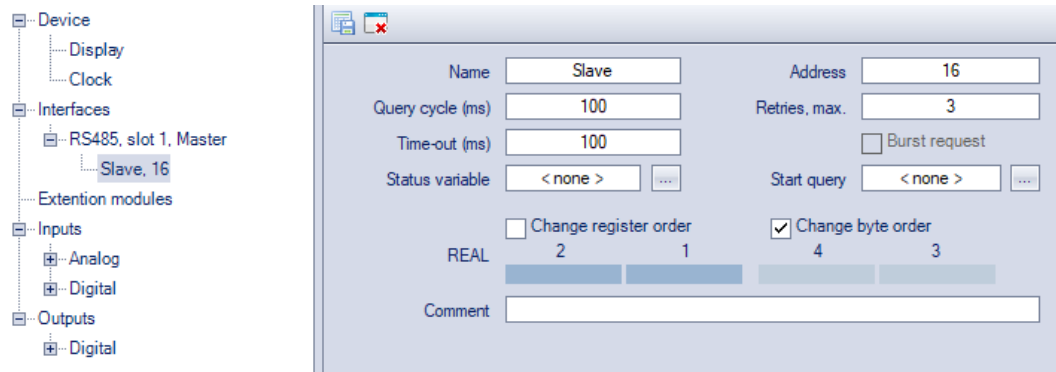 Device
Display
Clock
Interfaces
RS485, slot 1, Master
Slave, 16
Extention modules
Inputs
Analog
Digital
Outputs
Digital
Name Slave Address 16
Query cycle (ms) 100 Retries, max. 3
Time-out (ms) 100 Burst request
Status variable < none > ... Start query < none > ...
Change register order Change byte order
REAL 2 1 4 3
Comment